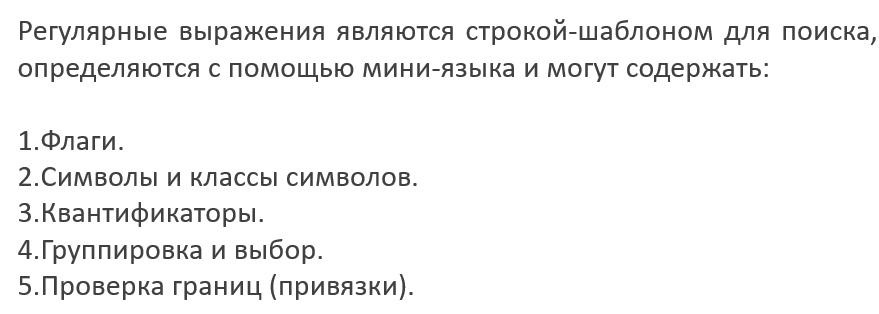 Регулярные выражения являются строкой-шаблоном для поиска,
определяются с помощью мини-языка и могут содержать:
1.Флаги.
2.Символы и классы символов.
3.Квантификаторы.
4.Группировка и выбор.
5.Проверка границ (привязки).